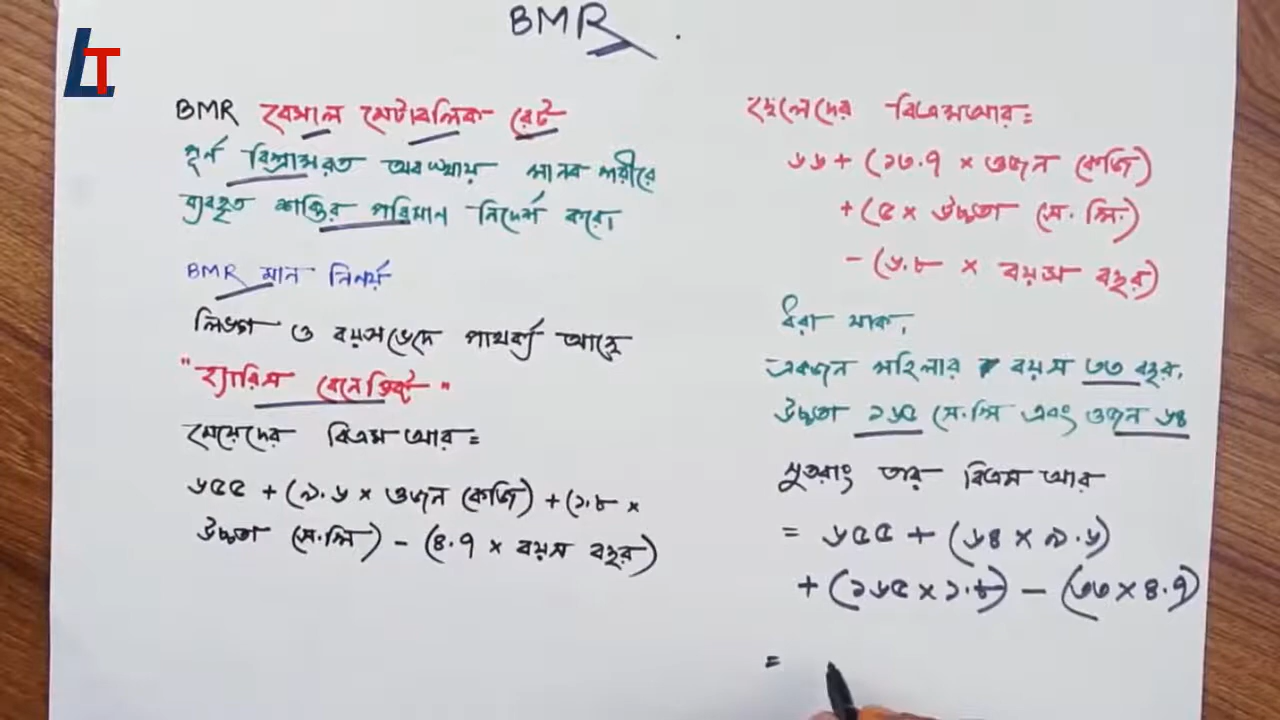 LT
BMR
BMR বেসাল মেটাবলিক রেট
পূর্ন বিশ্রামরত অবস্থায় মানব শরীরে
ব্যবহৃত শক্তির পরিমান নির্দেশ করে।
BMR মান নির্নয়
লিঙ্গ ও বয়সভেদে পার্থক্য আছে
"হ্যারিস বেনেডিক্ট"
মেয়েদের বিএমআর =
৬৫৫ + (৯.৬ × ওজন কেজি) + (১.৮ ×
উচ্চতা সে.মি) - (৪.৭ × বয়স বছর)
ছেলেদের বিএমআর =
৬৬ + (১৩.৭ × ওজন কেজি)
+ (৫ × উচ্চতা সে.মি.)
- (৬.৮ × বয়স বছর)
ধরা যাক,
একজন মহিলার বয়স ৩৩ বছর,
উচ্চতা ১৬৫ সে.মি এবং ওজন ৬৪
সুতরাং তার বিএমআর
= ৬৫৫ + (৬৪ × ৯.৬)
+ (১৬৫ × ১.৮) - (৩৩ × ৪.৭)
=